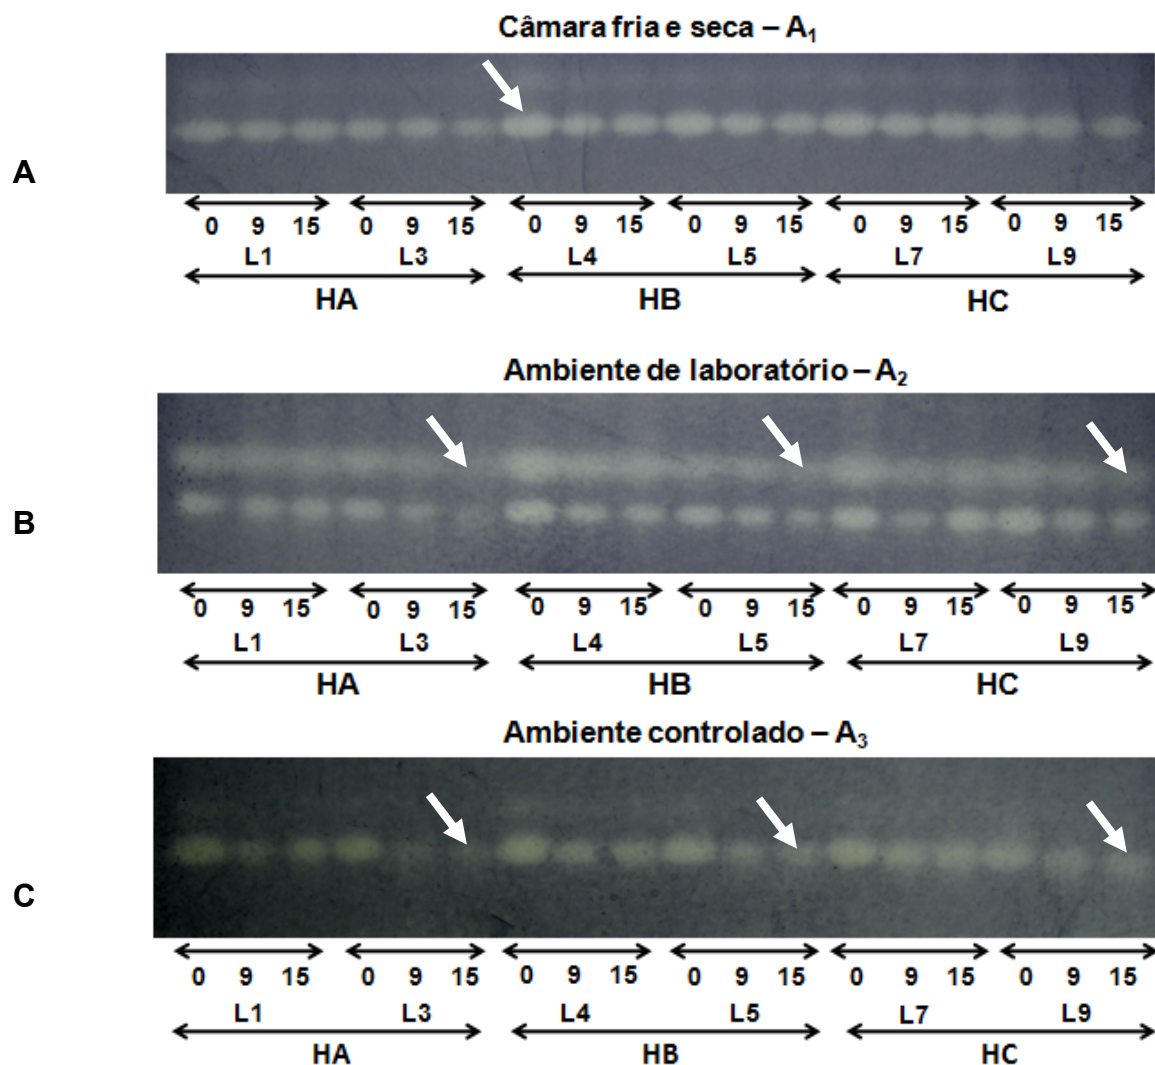 Câmara fria e seca – A₁
A
0 9 15 0 9 15 0 9 15 0 9 15 0 9 15 0 9 15
L1 L3 L4 L5 L7 L9
HA HB HC
Ambiente de laboratório – A₂
B
0 9 15 0 9 15 0 9 15 0 9 15 0 9 15 0 9 15
L1 L3 L4 L5 L7 L9
HA HB HC
Ambiente controlado – A₃
C
0 9 15 0 9 15 0 9 15 0 9 15 0 9 15 0 9 15
L1 L3 L4 L5 L7 L9
HA HB HC